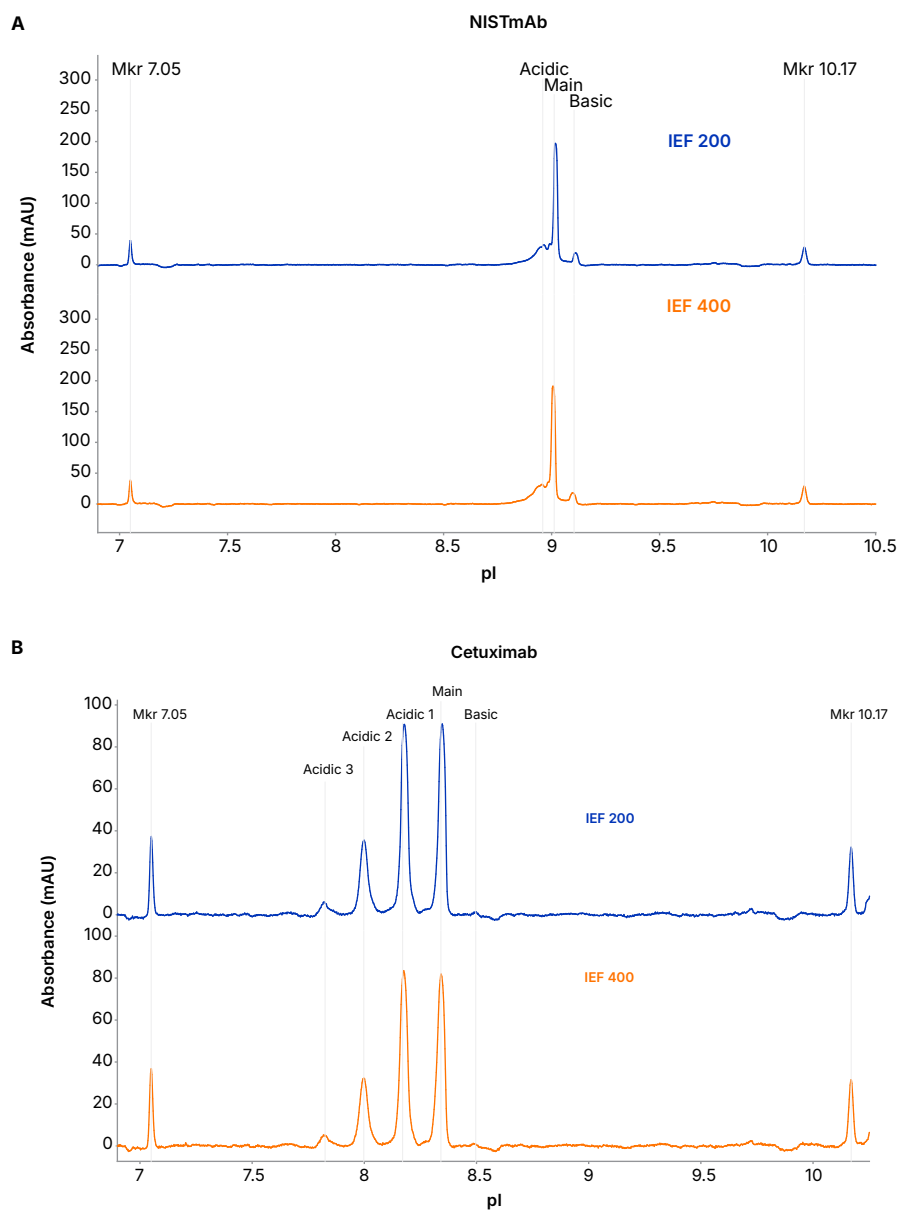 A
NISTmAb
Mkr 7.05
Acidic
Main
Basic
Mkr 10.17
IEF 200
300
250
200
150
100
50
0
Absorbance (mAU)
IEF 400
300
250
200
150
100
50
0
7
7.5
8
8.5
9
9.5
10
10.5
pI
B
Cetuximab
Main
Mkr 7.05
Acidic 1
Basic
Mkr 10.17
Acidic 2
Acidic 3
IEF 200
100
80
60
40
20
0
Absorbance (mAU)
IEF 400
100
80
60
40
20
0
7
7.5
8
8.5
9
9.5
10
pI